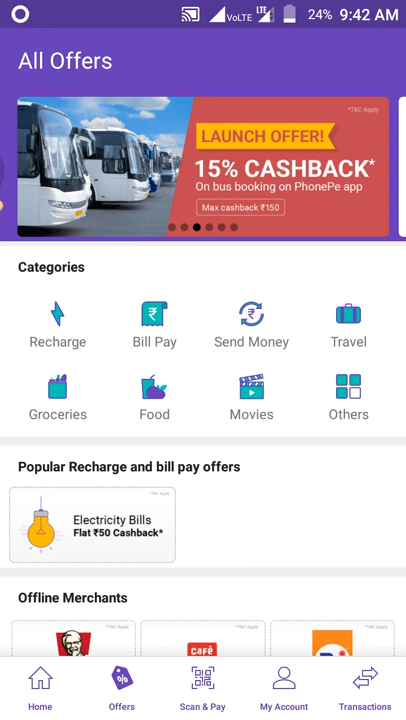 VoLTE LTE 24% 9:42 AM
All Offers
*T&C Apply
LAUNCH OFFER!
15% CASHBACK*
On bus booking on PhonePe app
Max cashback ₹150
Categories
Recharge Bill Pay Send Money Travel
Groceries Food Movies Others
Popular Recharge and bill pay offers
*T&C Apply
Electricity Bills
Flat ₹50 Cashback*
Offline Merchants
*T&C Apply *T&C Apply *T&C Apply
Café
Home Offers Scan & Pay My Account Transactions